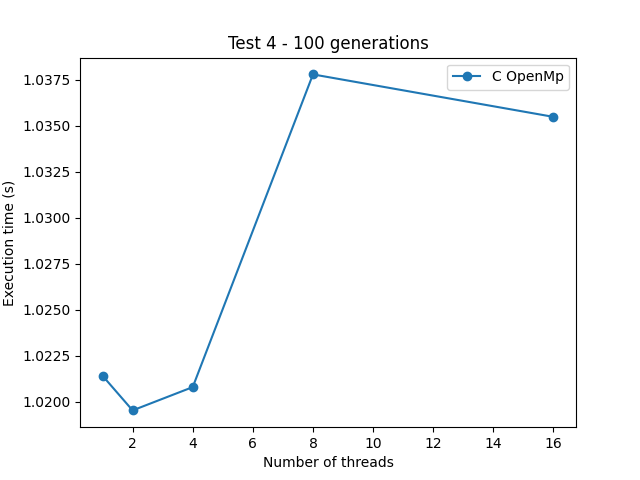 Test 4 - 100 generations
C OpenMp
Execution time (s)
1.0375
1.0350
1.0325
1.0300
1.0275
1.0250
1.0225
1.0200
2 4 6 8 10 12 14 16
Number of threads